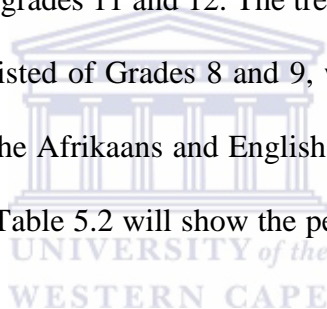 grades 11 and 12. The tre
isted of Grades 8 and 9,
he Afrikaans and English
Table 5.2 will show the pe
UNIVERSITY of the
WESTERN CAPE